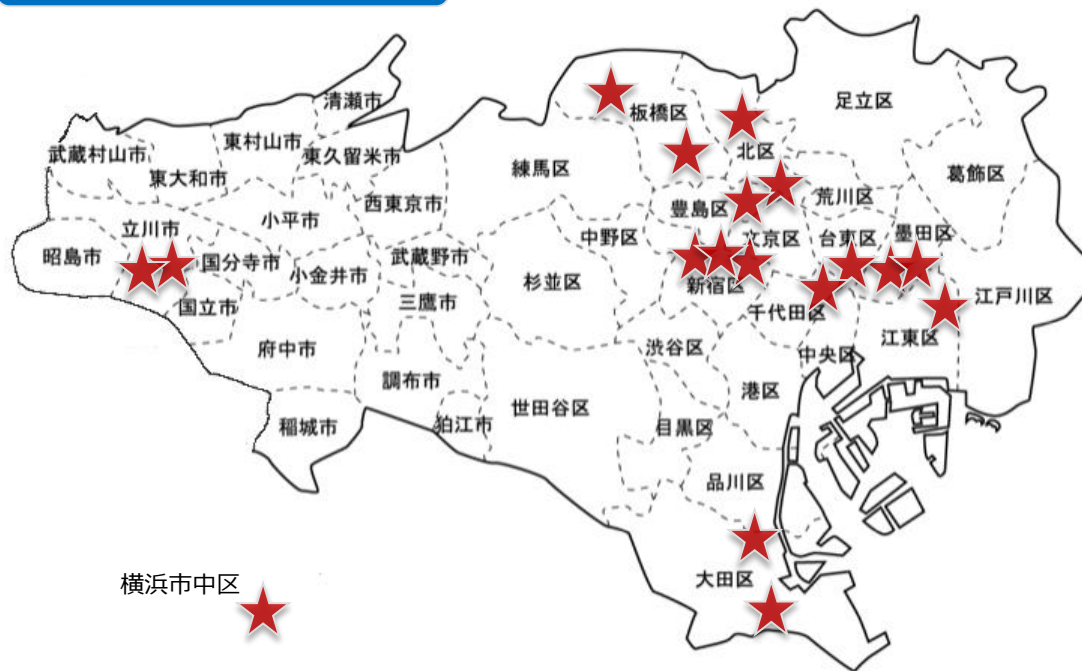 清瀬市
足立区
板橋区
東村山市
武蔵村山市
東久留米市
北区
練馬区
葛飾区
東大和市
荒川区
西東京市
豊島区
小平市
立川市
中野区
文京区
台東区
墨田区
昭島市
国分寺市
武蔵野市
小金井市
杉並区
新宿区
江戸川区
国立市
三鷹市
千代田区
江東区
府中市
渋谷区
中央区
調布市
港区
世田谷区
稲城市
狛江市
目黒区
品川区
大田区
横浜市中区